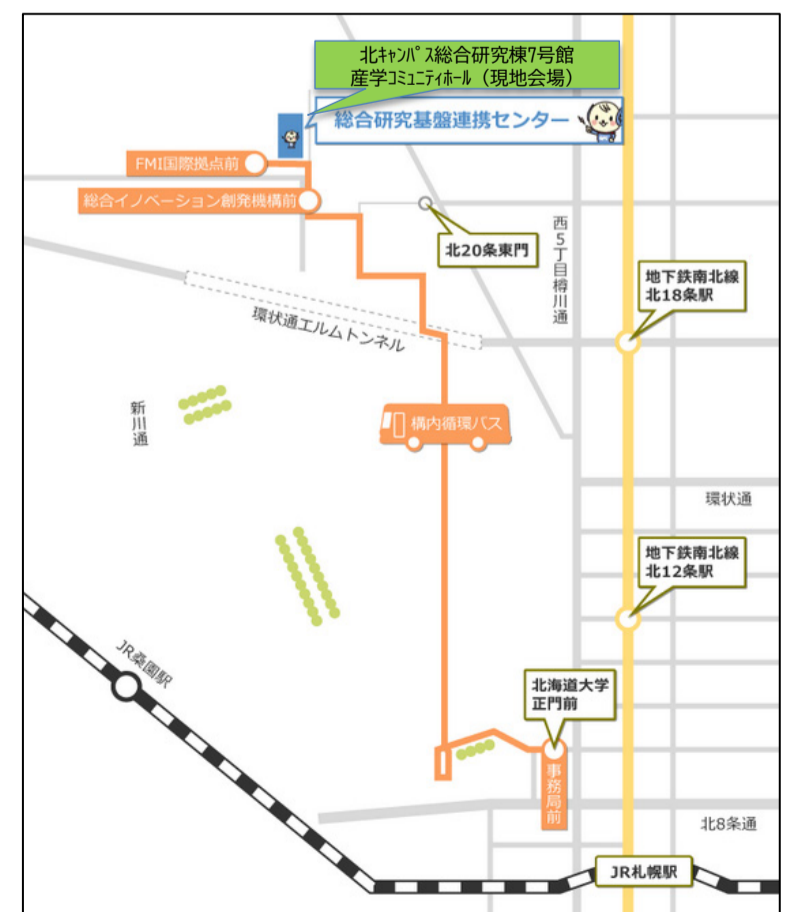 北ｷｬﾝﾊﾟｽ総合研究棟7号館
産学ｺﾐｭﾆﾃｨﾎｰﾙ（現地会場）
総合研究基盤連携センター
FMI国際拠点前
総合イノベーション創発機構前
北20条東門
西5丁目樽川通
地下鉄南北線
北18条駅
環状通エルムトンネル
新川通
構内循環バス
環状通
地下鉄南北線
北12条駅
JR桑園駅
北海道大学
正門前
事務局前
北8条通
JR札幌駅